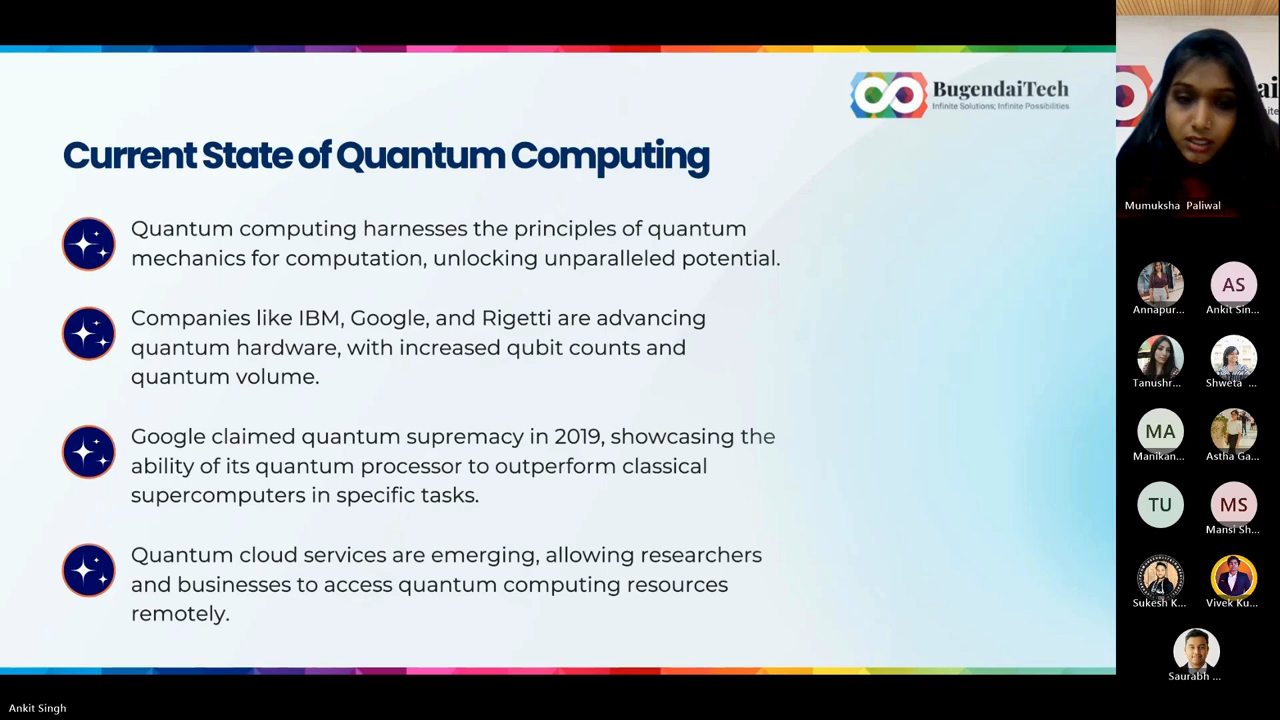 BugendaiTech
Infinite Solutions; Infinite Possibilities
Current State of Quantum Computing
Quantum computing harnesses the principles of quantum
mechanics for computation, unlocking unparalleled potential.
Companies like IBM, Google, and Rigetti are advancing
quantum hardware, with increased qubit counts and
quantum volume.
Google claimed quantum supremacy in 2019, showcasing the
ability of its quantum processor to outperform classical
supercomputers in specific tasks.
Quantum cloud services are emerging, allowing researchers
and businesses to access quantum computing resources
remotely.
Ankit Singh
Mumuksha Paliwal
Annapur...
AS
Ankit Sin...
Tanushr...
Shweta ...
MA
Manikan...
Astha Ga...
TU
MS
Mansi Sh...
Sukesh K...
Vivek Ku...
Saurabh ...